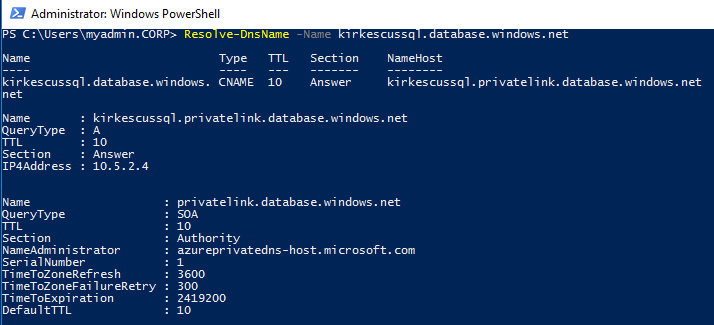 Administrator: Windows PowerShell
PS C:\Users\myadmin.CORP> Resolve-DnsName -Name kirkescussql.database.windows.net
Name                           Type   TTL   Section    NameHost
----                           ----   ---   -------    --------
kirkescussql.database.windows. CNAME  10    Answer     kirkescussql.privatelink.database.windows.net
net
Name       : kirkescussql.privatelink.database.windows.net
QueryType  : A
TTL        : 10
Section    : Answer
IP4Address : 10.5.2.4
Name                   : privatelink.database.windows.net
QueryType              : SOA
TTL                    : 10
Section                : Authority
NameAdministrator      : azureprivatedns-host.microsoft.com
SerialNumber           : 1
TimeToZoneRefresh      : 3600
TimeToZoneFailureRetry : 300
TimeToExpiration       : 2419200
DefaultTTL             : 10